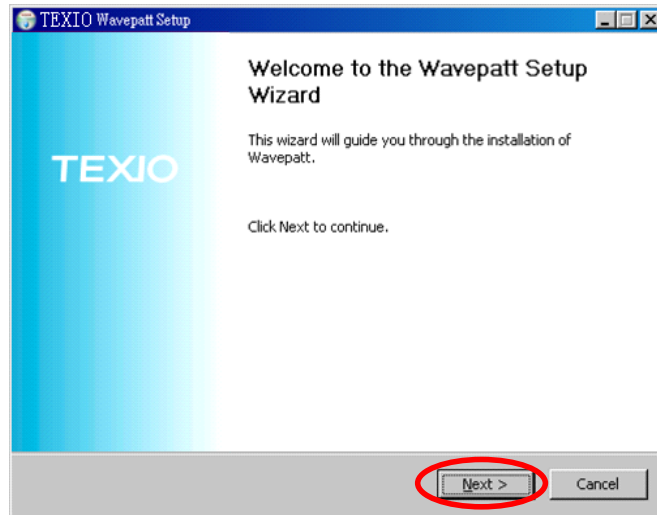 TEXIO Wavepatt Setup
Welcome to the Wavepatt Setup
Wizard
This wizard will guide you through the installation of
Wavepatt.
TEXIO
Click Next to continue.
Next >
Cancel